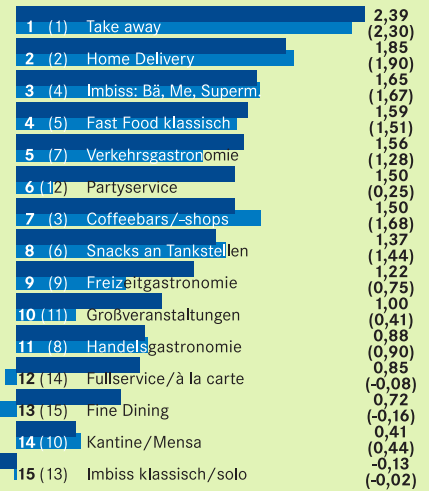 1 (1) Take away 2,39 (2,30)
2 (2) Home Delivery 1,85 (1,90)
3 (4) Imbiss: Bä, Me, Superm. 1,65 (1,67)
4 (5) Fast Food klassisch 1,59 (1,51)
5 (7) Verkehrsgastronomie 1,56 (1,28)
6 (12) Partyservice 1,50 (0,25)
7 (3) Coffeebars/-shops 1,50 (1,68)
8 (6) Snacks an Tankstellen 1,37 (1,44)
9 (9) Freizeitgastronomie 1,22 (0,75)
10 (11) Großveranstaltungen 1,00 (0,41)
11 (8) Handelsgastronomie 0,88 (0,90)
12 (14) Fullservice/à la carte 0,85 (-0,08)
13 (15) Fine Dining 0,72 (-0,16)
14 (10) Kantine/Mensa 0,41 (0,44)
15 (13) Imbiss klassisch/solo -0,13 (-0,02)